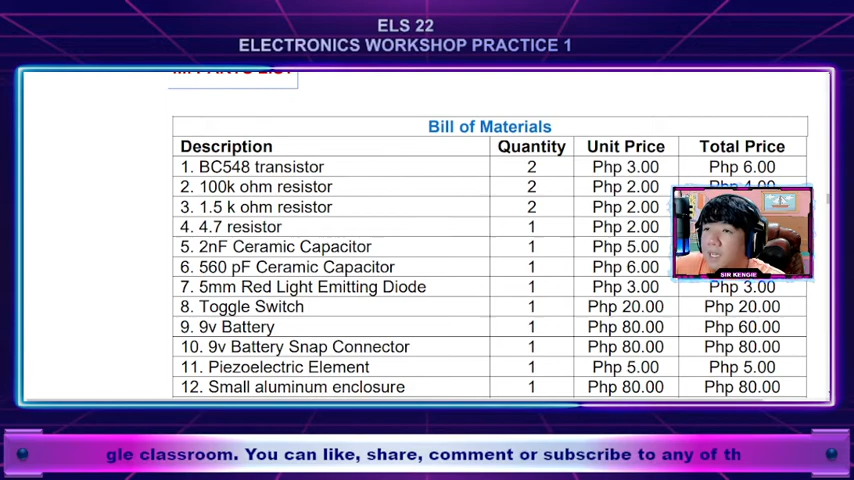 ELS 22
ELECTRONICS WORKSHOP PRACTICE 1
Bill of Materials
Description Quantity Unit Price Total Price
1. BC548 transistor 2 Php 3.00 Php 6.00
2. 100k ohm resistor 2 Php 2.00 Php 4.00
3. 1.5 k ohm resistor 2 Php 2.00
4. 4.7 resistor 1 Php 2.00
5. 2nF Ceramic Capacitor 1 Php 5.00
6. 560 pF Ceramic Capacitor 1 Php 6.00
7. 5mm Red Light Emitting Diode 1 Php 3.00 Php 3.00
8. Toggle Switch 1 Php 20.00 Php 20.00
9. 9v Battery 1 Php 80.00 Php 60.00
10. 9v Battery Snap Connector 1 Php 80.00 Php 80.00
11. Piezoelectric Element 1 Php 5.00 Php 5.00
12. Small aluminum enclosure 1 Php 80.00 Php 80.00
SIR KENGIE
gle classroom. You can like, share, comment or subscribe to any of th